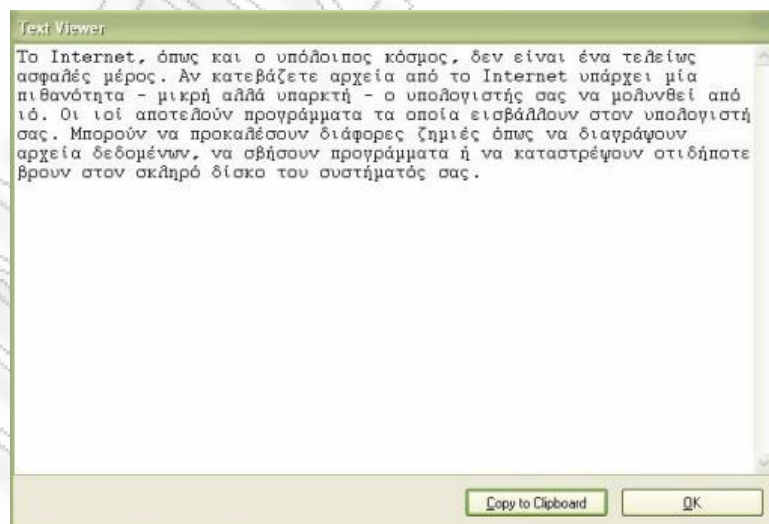 Text Viewer
Το Internet, όπως και ο υπόλοιπος κόσμος, δεν είναι ένα τελείως
ασφαλές μέρος. Αν κατεβάζετε αρχεία από το Internet υπάρχει μία
πιθανότητα - μικρή αλλά υπαρκτή - ο υπολογιστής σας να μολυνθεί από
ιό. Οι ιοί αποτελούν προγράμματα τα οποία εισβάλλουν στον υπολογιστή
σας. Μπορούν να προκαλέσουν διάφορες ζημιές όπως να διαγράψουν
αρχεία δεδομένων, να σβήσουν προγράμματα ή να καταστρέψουν οτιδήποτε
βρουν στον σκληρό δίσκο του συστήματός σας.
Copy to Clipboard OK